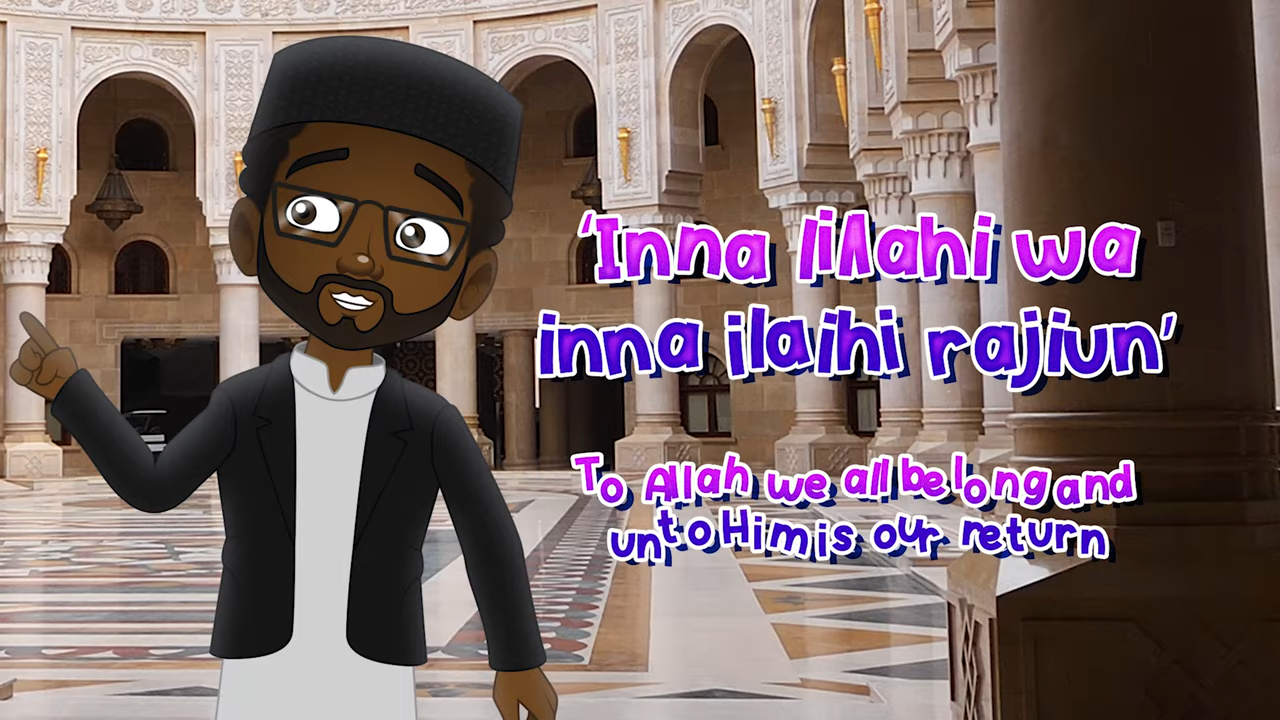 'Inna lillahi wa
inna ilaihi rajiun'
To Allah we all belong and
unto Him is our return